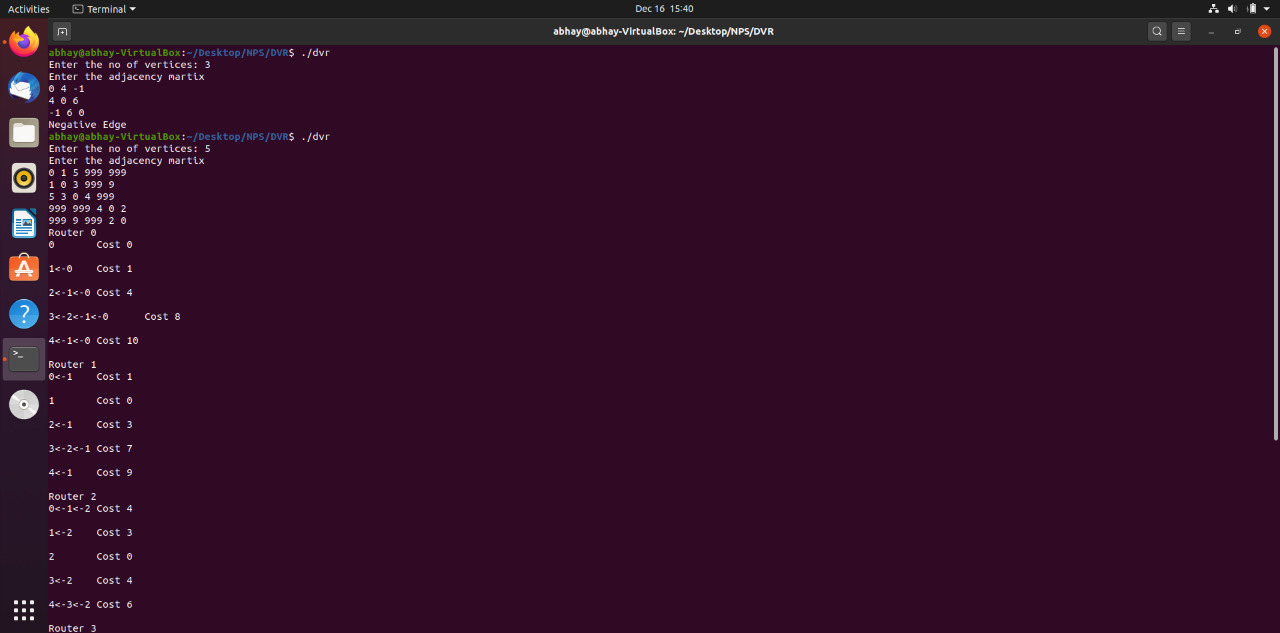 Activities
Terminal
Dec 16 15:40
abhay@abhay-VirtualBox: ~/Desktop/NPS/DVR
abhay@abhay-VirtualBox:~/Desktop/NPS/DVR$ ./dvr
Enter the no of vertices: 3
Enter the adjacency martix
0 4 -1
4 0 6
-1 6 0
Negative Edge
abhay@abhay-VirtualBox:~/Desktop/NPS/DVR$ ./dvr
Enter the no of vertices: 5
Enter the adjacency martix
0 1 5 999 999
1 0 3 999 9
5 3 0 4 999
999 999 4 0 2
999 9 999 2 0
Router 0
0 Cost 0
1<-0 Cost 1
2<-1<-0 Cost 4
3<-2<-1<-0 Cost 8
4<-1<-0 Cost 10
Router 1
0<-1 Cost 1
1 Cost 0
2<-1 Cost 3
3<-2<-1 Cost 7
4<-1 Cost 9
Router 2
0<-1<-2 Cost 4
1<-2 Cost 3
2 Cost 0
3<-2 Cost 4
4<-3<-2 Cost 6
Router 3